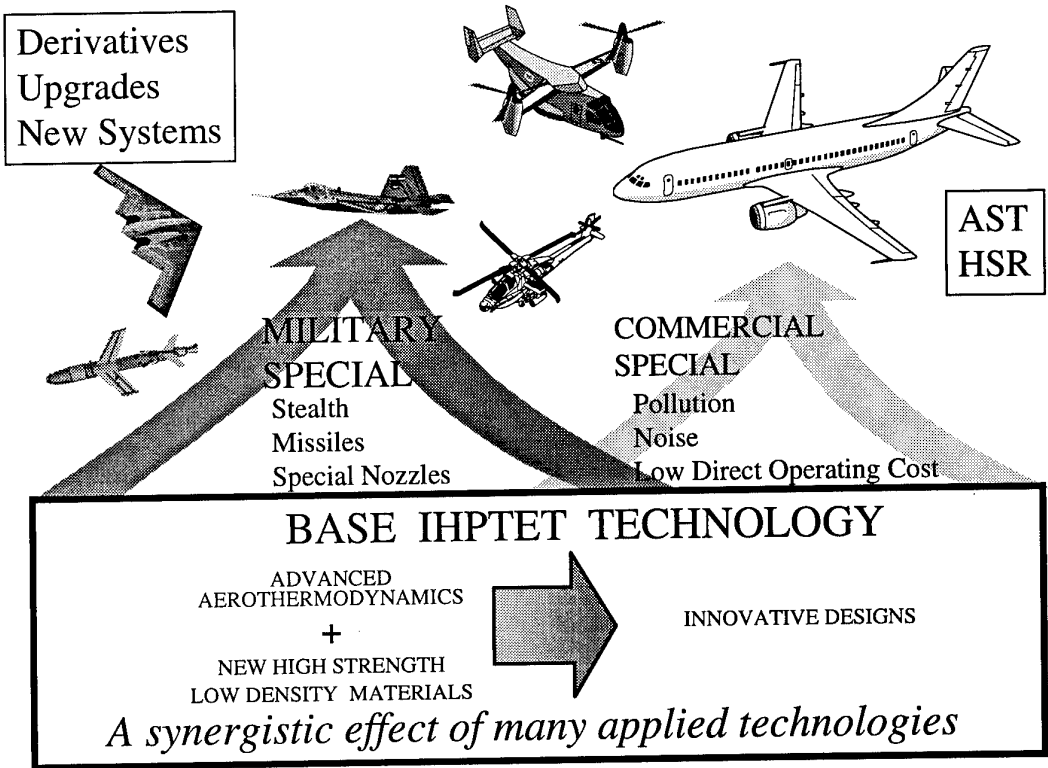 Derivatives
Upgrades
New Systems
AST
HSR
MILITARY
SPECIAL
Stealth
Missiles
Special Nozzles
COMMERCIAL
SPECIAL
Pollution
Noise
Low Direct Operating Cost
BASE IHPTET TECHNOLOGY
ADVANCED
AEROTHERMODYNAMICS
+
NEW HIGH STRENGTH
LOW DENSITY MATERIALS
INNOVATIVE DESIGNS
A synergistic effect of many applied technologies